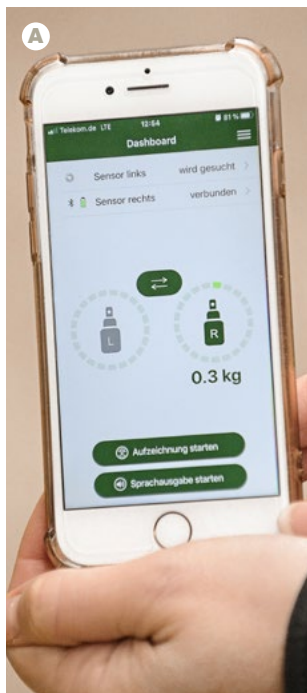 A
Telekom.de LTE 12:54 81 %
Dashboard
Sensor links wird gesucht
Sensor rechts verbunden
L R
0.3 kg
Aufzeichnung starten
Sprachausgabe starten